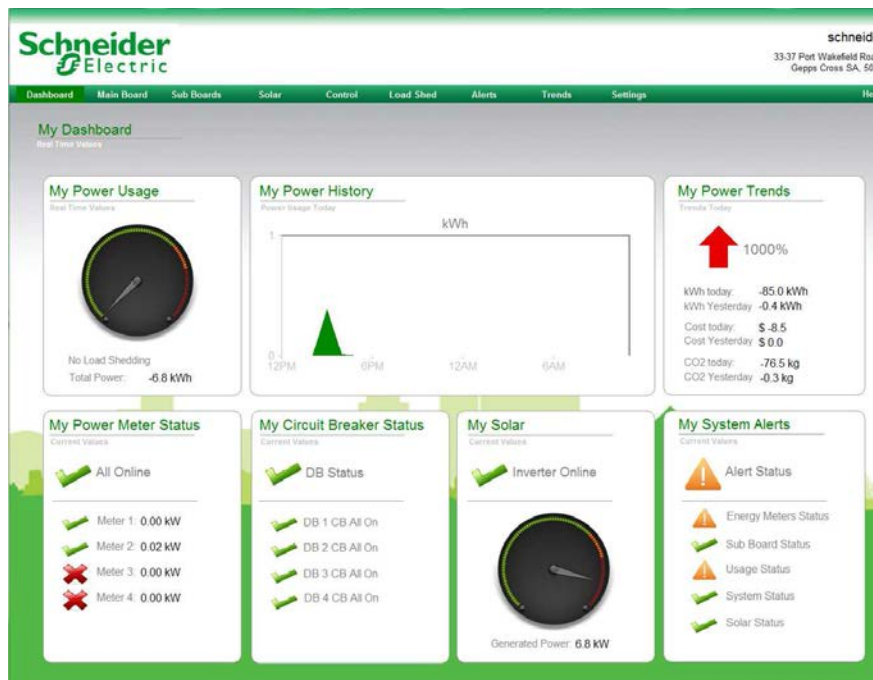 Schneider
Electric
schneid
33-37 Port Wakefield Roa
Gepps Cross SA, 50
Dashboard Main Board Sub Boards Solar Control Load Shed Alerts Trends Settings He
My Dashboard
Real Time Values
My Power Usage
Real Time Values
No Load Shedding
Total Power: -6.8 kWh
My Power History
Power Usage Today
kWh
1
0
12PM 6PM 12AM 6AM
My Power Trends
Trends Today
1000%
kWh today: -85.0 kWh
kWh Yesterday -0.4 kWh
Cost today: $ -8.5
Cost Yesterday $ 0.0
CO2 today: -76.5 kg
CO2 Yesterday -0.3 kg
My Power Meter Status
Current Values
All Online
Meter 1: 0.00 kW
Meter 2: 0.02 kW
Meter 3: 0.00 kW
Meter 4: 0.00 kW
My Circuit Breaker Status
Current Values
DB Status
DB 1 CB All On
DB 2 CB All On
DB 3 CB All On
DB 4 CB All On
My Solar
Current Values
Inverter Online
Generated Power: 6.8 kW
My System Alerts
Current Values
Alert Status
Energy Meters Status
Sub Board Status
Usage Status
System Status
Solar Status